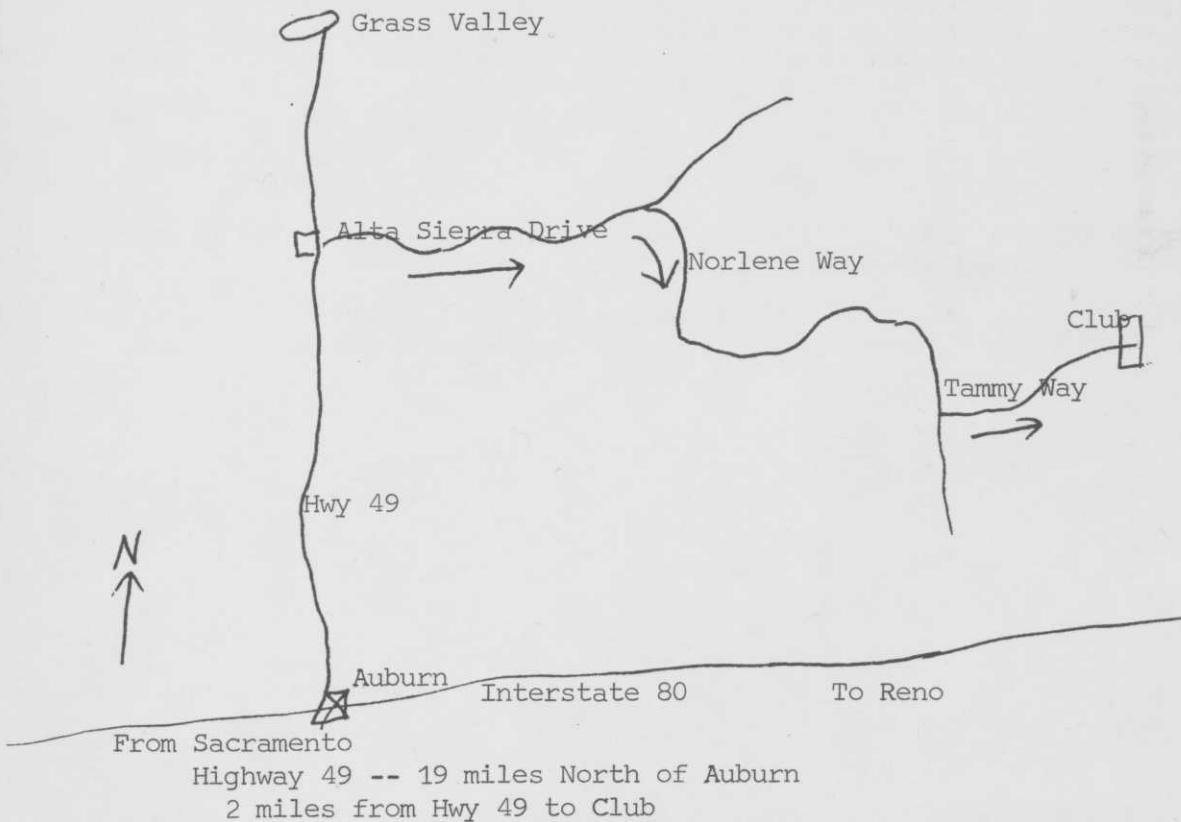 Grass Valley
Alta Sierra Drive
Norlene Way
Club
Tammy Way
Hwy 49
N
Auburn
Interstate 80 To Reno
From Sacramento
Highway 49 -- 19 miles North of Auburn
2 miles from Hwy 49 to Club